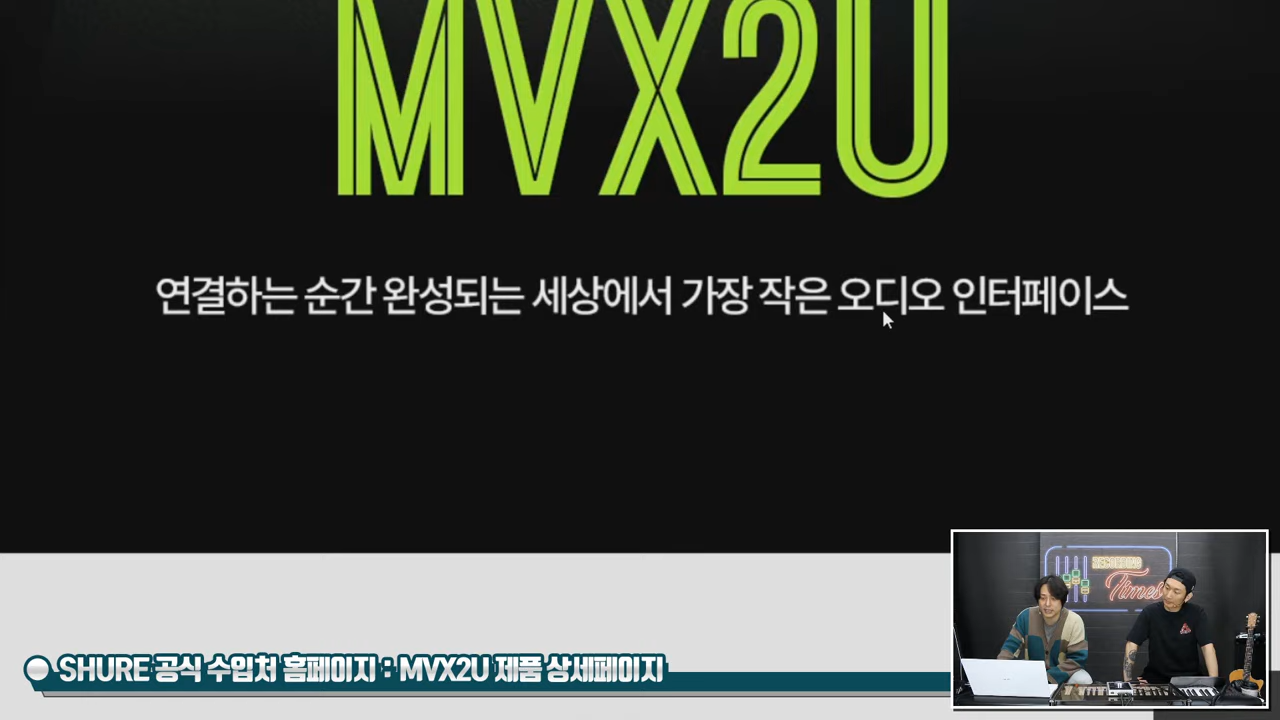 MVX2U
연결하는 순간 완성되는 세상에서 가장 작은 오디오 인터페이스
RECORDING
Times
SHURE 공식 수입처 홈페이지 : MVX2U 제품 상세페이지